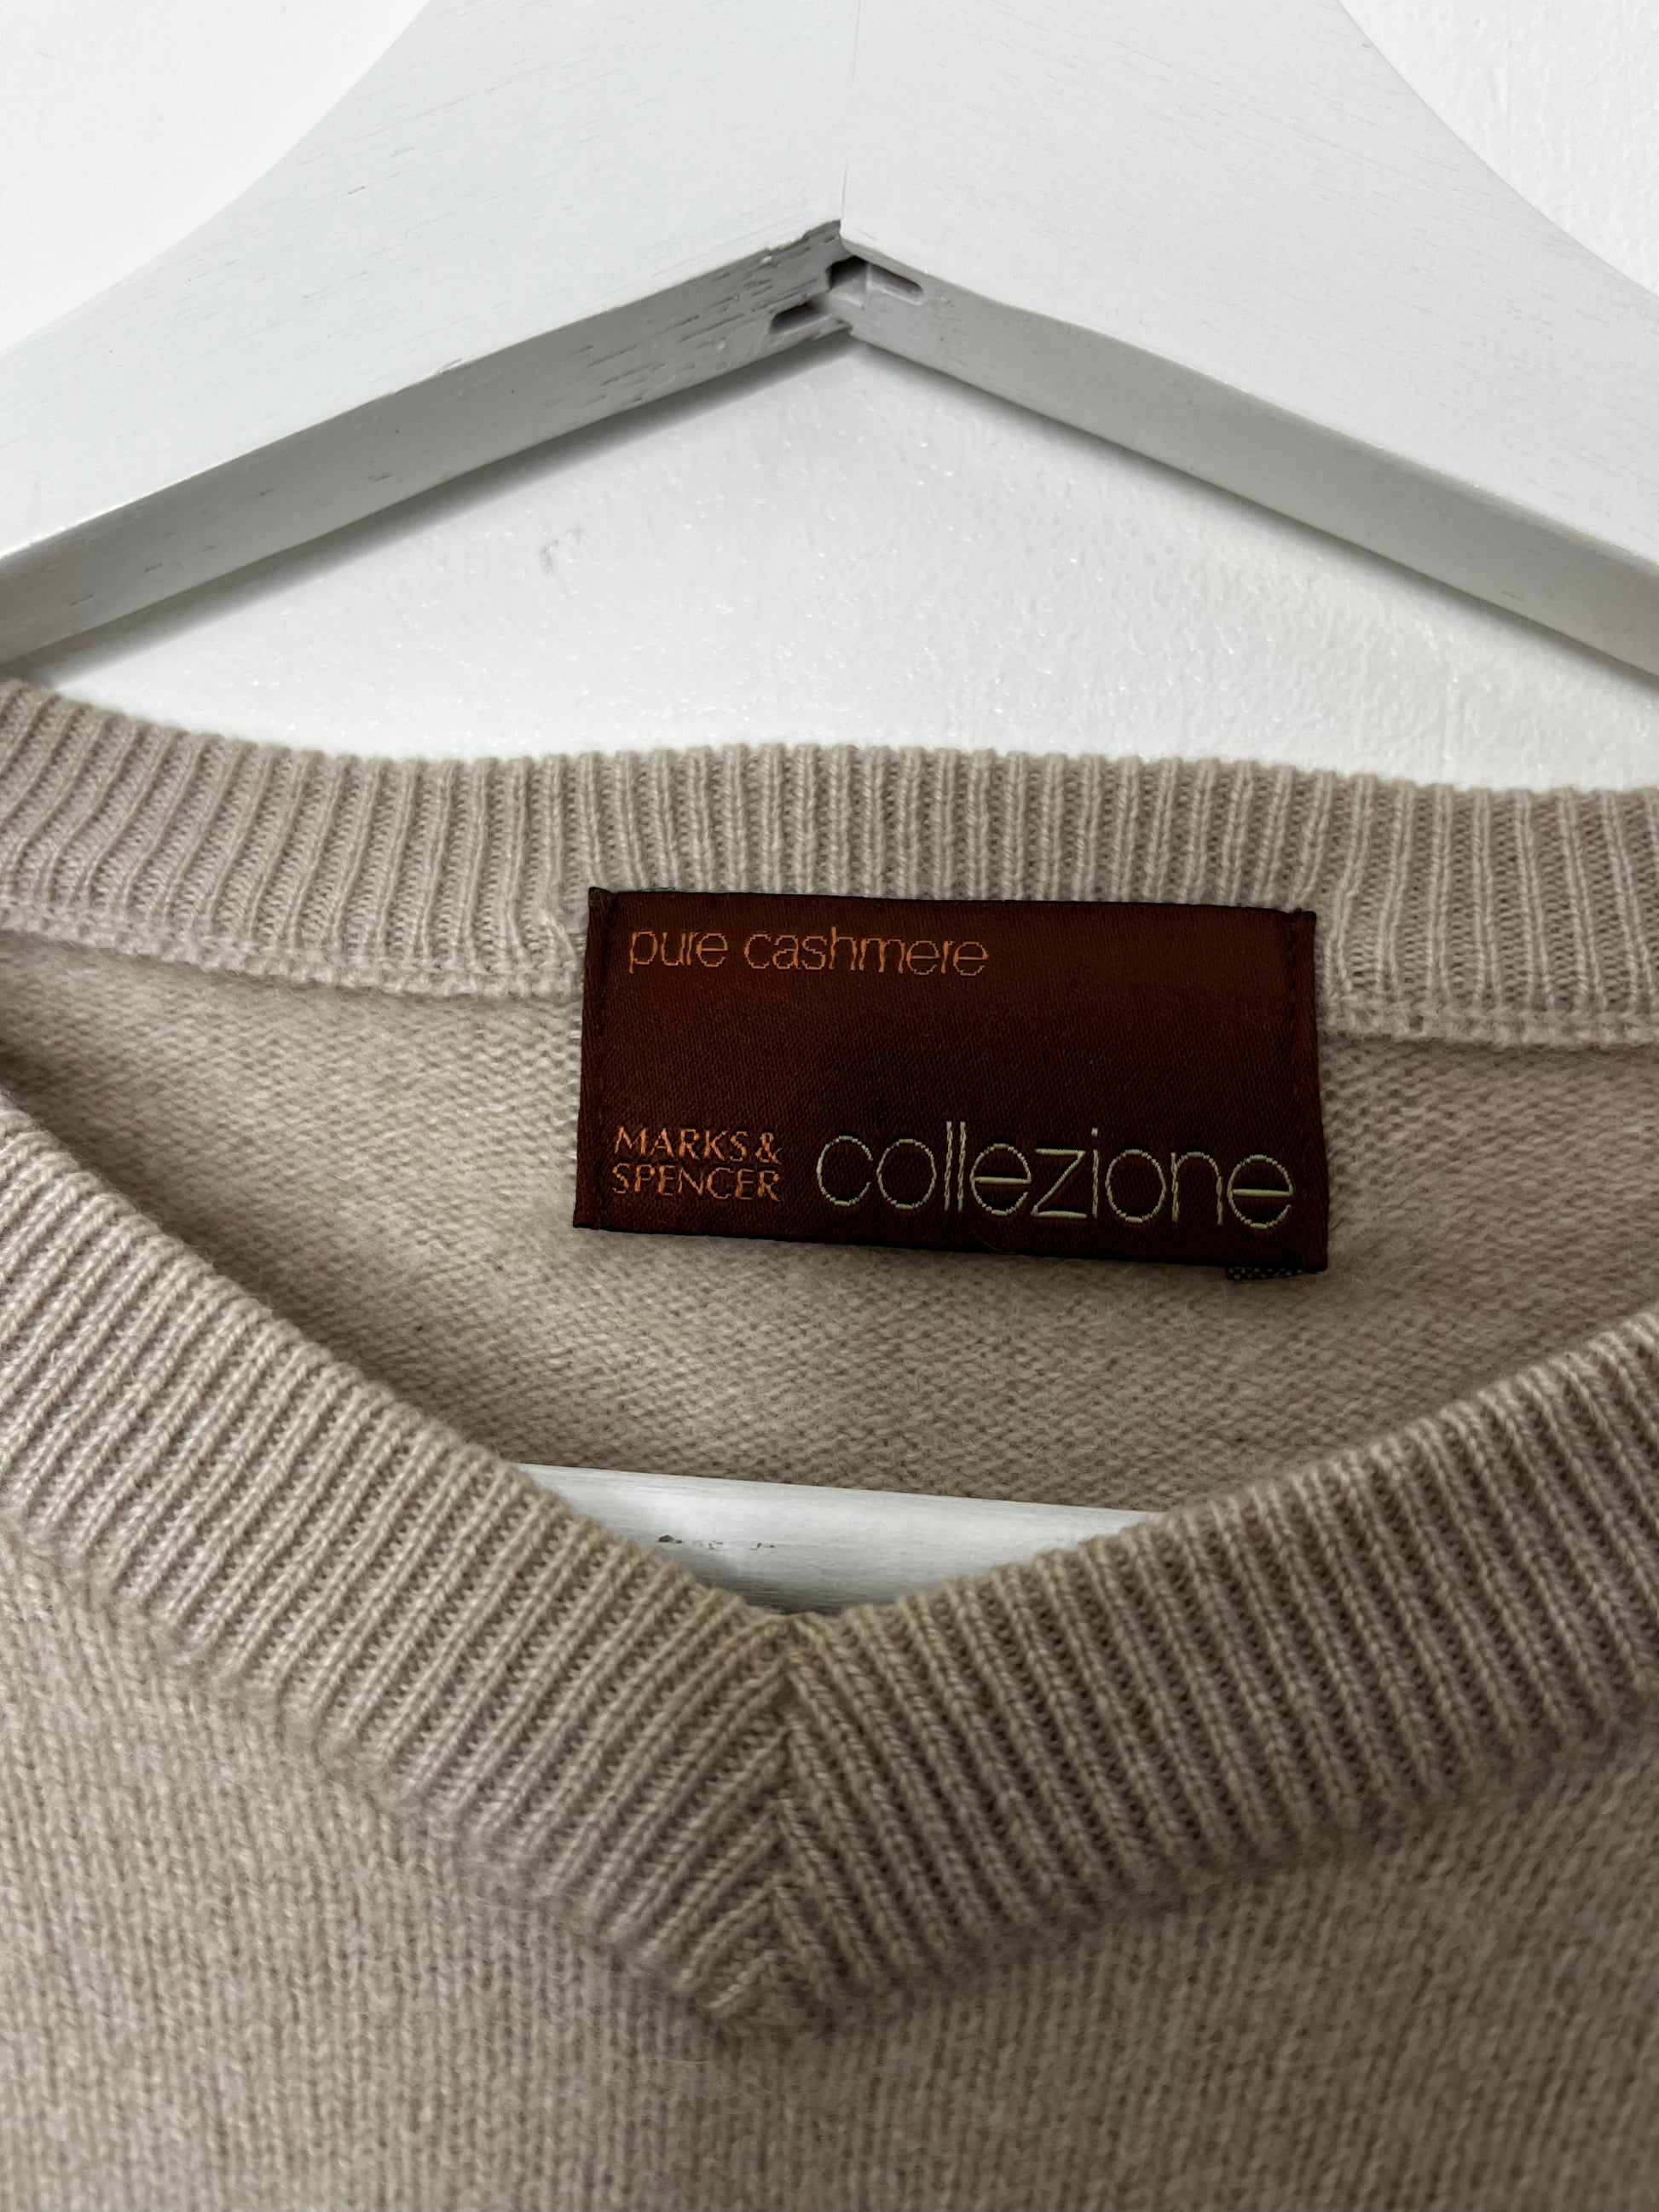 pure cashmere
MARKS &
SPENCER
collezione